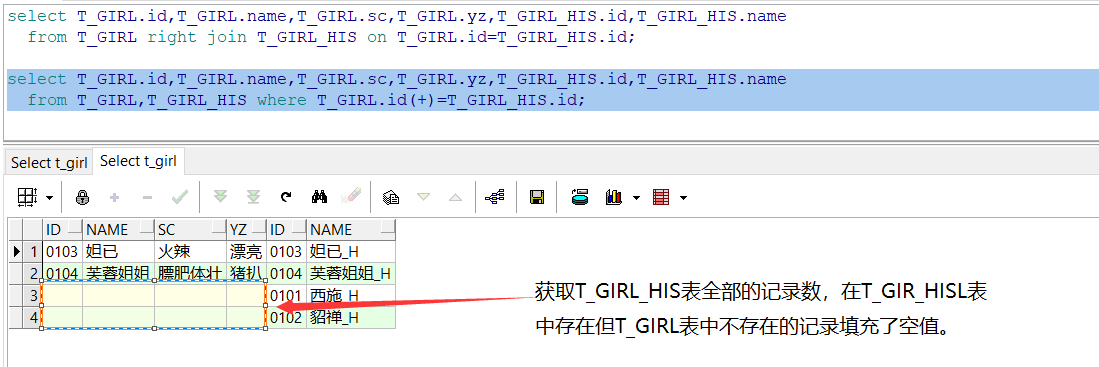 select T_GIRL.id,T_GIRL.name,T_GIRL.sc,T_GIRL.yz,T_GIRL_HIS.id,T_GIRL_HIS.name
from T_GIRL right join T_GIRL_HIS on T_GIRL.id=T_GIRL_HIS.id;
select T_GIRL.id,T_GIRL.name,T_GIRL.sc,T_GIRL.yz,T_GIRL_HIS.id,T_GIRL_HIS.name
from T_GIRL,T_GIRL_HIS where T_GIRL.id(+)=T_GIRL_HIS.id;
Select t_girl Select t_girl
ID NAME SC YZ ID NAME
1 0103 妲已 火辣 漂亮 0103 妲已_H
2 0104 芙蓉姐姐 膘肥体壮 猪扒 0104 芙蓉姐姐_H
3 0101 西施_H
4 0102 貂禅_H
获取T_GIRL_HIS表全部的记录数，在T_GIR_HISL表
中存在但T_GIRL表中不存在的记录填充了空值。